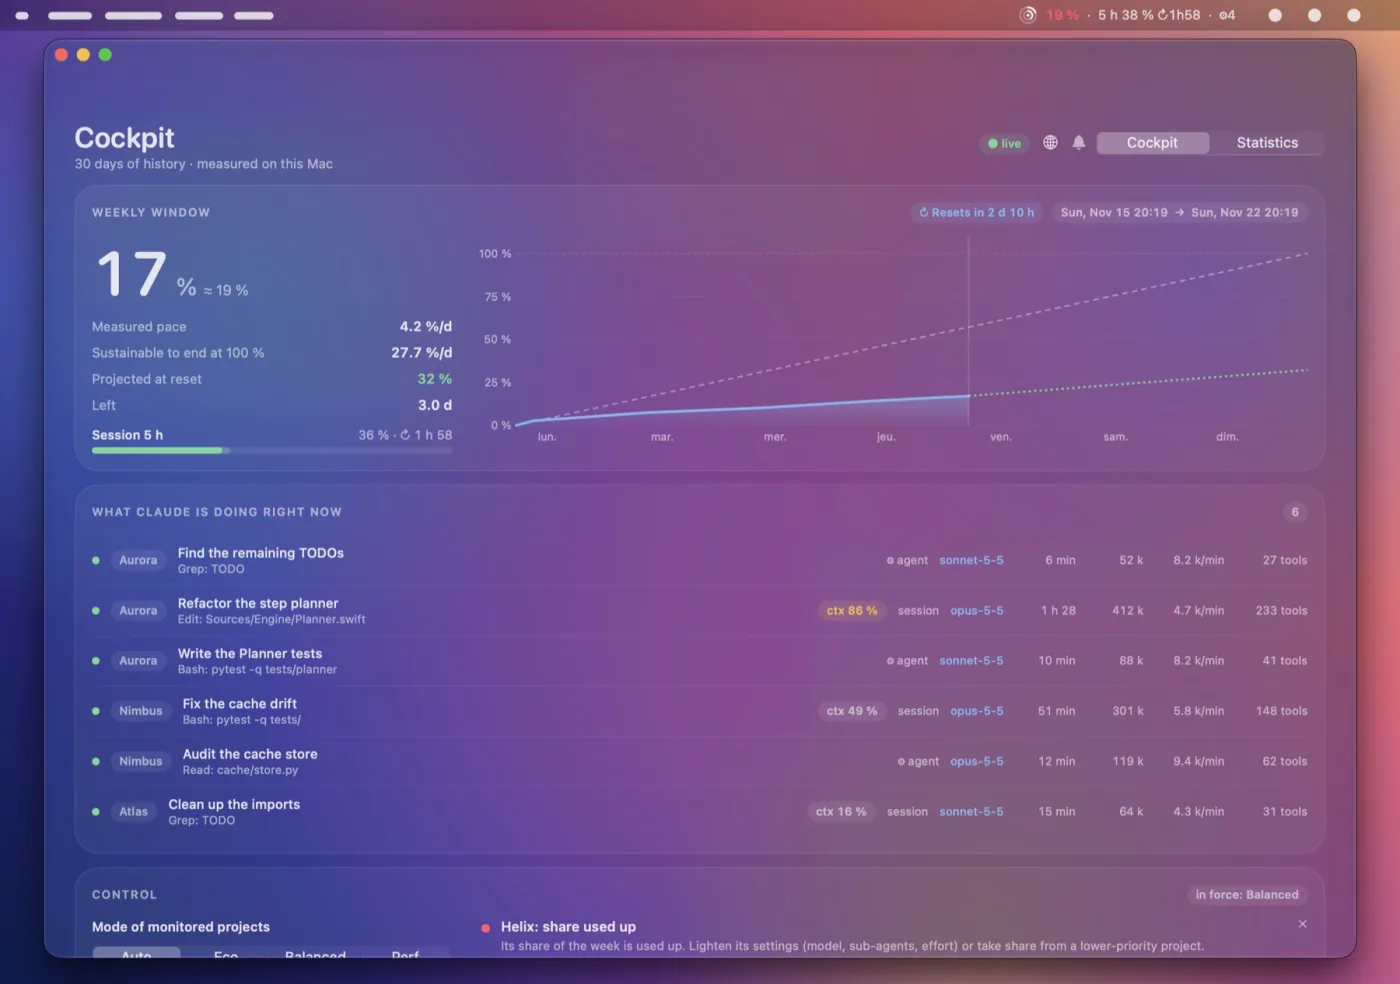 19 % · 5 h 38 % ↻1h58 · ⚙4
Cockpit
30 days of history · measured on this Mac
live
Cockpit
Statistics
WEEKLY WINDOW
↻ Resets in 2 d 10 h
Sun, Nov 15 20:19 → Sun, Nov 22 20:19
17 % ≈ 19 %
Measured pace 4.2 %/d
Sustainable to end at 100 % 27.7 %/d
Projected at reset 32 %
Left 3.0 d
Session 5 h 36 % · ↻ 1 h 58
100 %
75 %
50 %
25 %
0 %
lun. mar. mer. jeu. ven. sam. dim.
WHAT CLAUDE IS DOING RIGHT NOW 6
Aurora Find the remaining TODOs ⚙ agent sonnet-5-5 6 min 52 k 8.2 k/min 27 tools
Grep: TODO
Aurora Refactor the step planner ctx 86 % session opus-5-5 1 h 28 412 k 4.7 k/min 233 tools
Edit: Sources/Engine/Planner.swift
Aurora Write the Planner tests ⚙ agent sonnet-5-5 10 min 88 k 8.2 k/min 41 tools
Bash: pytest -q tests/planner
Nimbus Fix the cache drift ctx 49 % session opus-5-5 51 min 301 k 5.8 k/min 148 tools
Bash: pytest -q tests/
Nimbus Audit the cache store ⚙ agent opus-5-5 12 min 119 k 9.4 k/min 62 tools
Read: cache/store.py
Atlas Clean up the imports ctx 16 % session sonnet-5-5 15 min 64 k 4.3 k/min 31 tools
Grep: TODO
CONTROL in force: Balanced
Mode of monitored projects
Auto Eco Balanced Perf
Helix: share used up
Its share of the week is used up. Lighten its settings (model, sub-agents, effort) or take share from a lower-priority project.